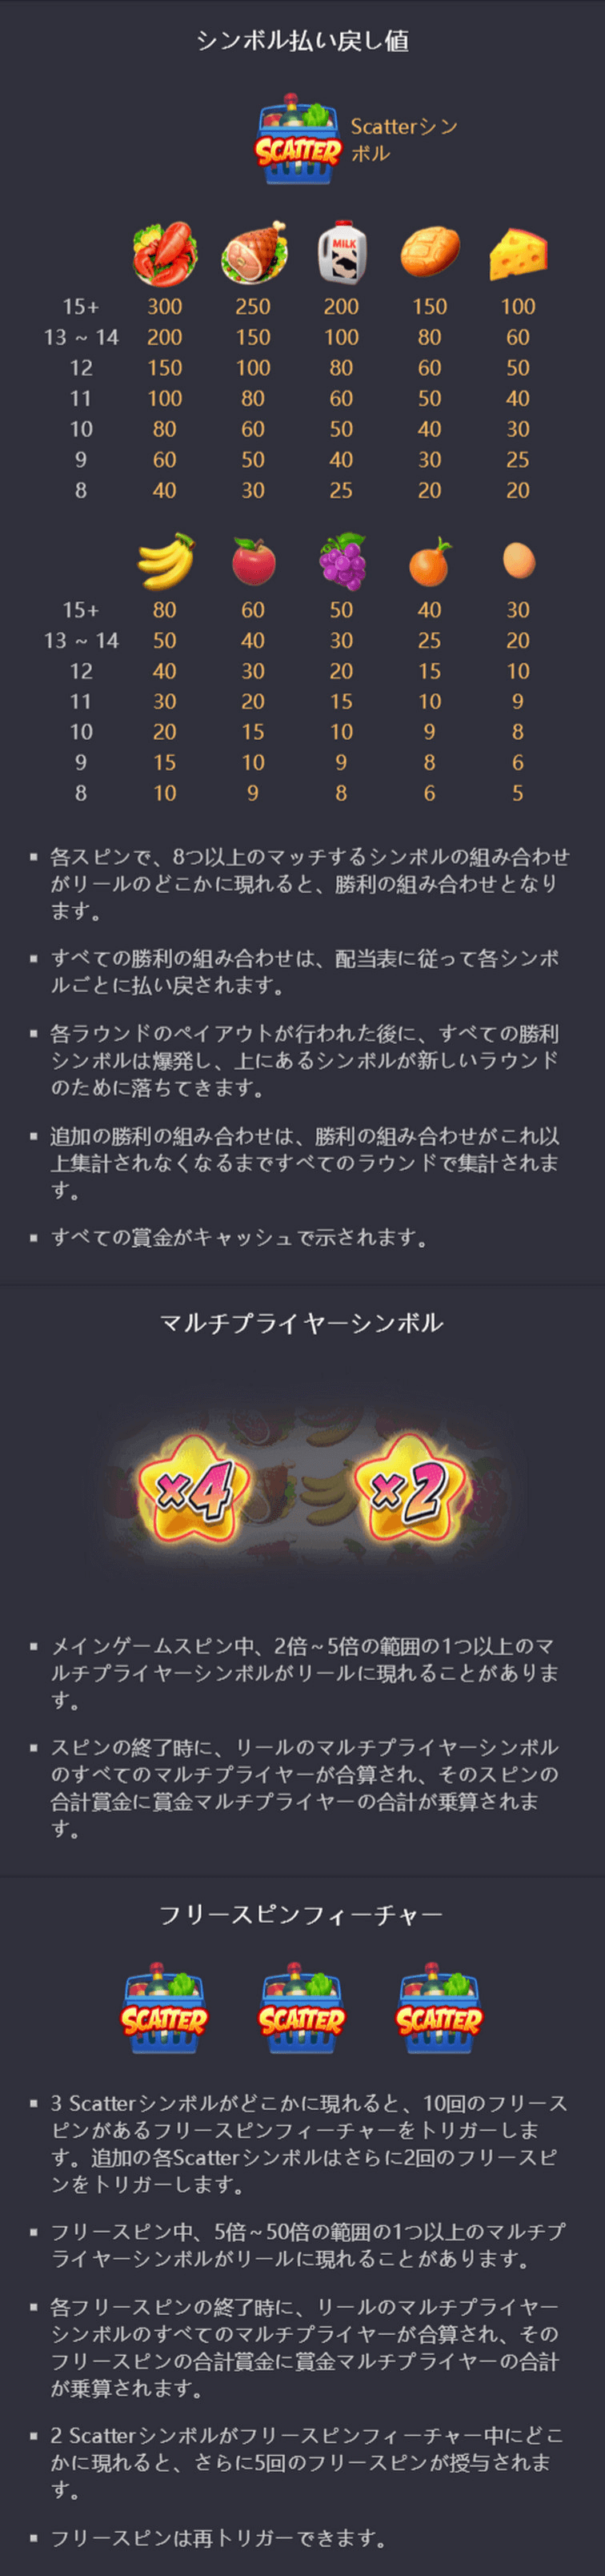 シンボル払い戻し値
SCATTER
Scatterシン
ボル
MILK
15+ 300 250 200 150 100
13 ~ 14 200 150 100 80 60
12 150 100 80 60 50
11 100 80 60 50 40
10 80 60 50 40 30
9 60 50 40 30 25
8 40 30 25 20 20
15+ 80 60 50 40 30
13 ~ 14 50 40 30 25 20
12 40 30 20 15 10
11 30 20 15 10 9
10 20 15 10 9 8
9 15 10 9 8 6
8 10 9 8 6 5
▪ 各スピンで、8つ以上のマッチするシンボルの組み合わせ
がリールのどこかに現れると、勝利の組み合わせとなり
ます。
▪ すべての勝利の組み合わせは、配当表に従って各シンボ
ルごとに払い戻されます。
▪ 各ラウンドのペイアウトが行われた後に、すべての勝利
シンボルは爆発し、上にあるシンボルが新しいラウンド
のために落ちてきます。
▪ 追加の勝利の組み合わせは、勝利の組み合わせがこれ以
上集計されなくなるまですべてのラウンドで集計されま
す。
▪ すべての賞金がキャッシュで示されます。
マルチプライヤーシンボル
×4 ×2
▪ メインゲームスピン中、2倍~5倍の範囲の1つ以上のマ
ルチプライヤーシンボルがリールに現れることがありま
す。
▪ スピンの終了時に、リールのマルチプライヤーシンボル
のすべてのマルチプライヤーが合算され、そのスピンの
合計賞金に賞金マルチプライヤーの合計が乗算されま
す。
フリースピンフィーチャー
SCATTER SCATTER SCATTER
▪ 3 Scatterシンボルがどこかに現れると、10回のフリース
ピンがあるフリースピンフィーチャーをトリガーしま
す。追加の各Scatterシンボルはさらに2回のフリースピ
ンをトリガーします。
▪ フリースピン中、5倍~50倍の範囲の1つ以上のマルチプ
ライヤーシンボルがリールに現れることがあります。
▪ 各フリースピンの終了時に、リールのマルチプライヤー
シンボルのすべてのマルチプライヤーが合算され、その
フリースピンの合計賞金に賞金マルチプライヤーの合計
が乗算されます。
▪ 2 Scatterシンボルがフリースピンフィーチャー中にどこ
かに現れると、さらに5回のフリースピンが授与されま
す。
▪ フリースピンは再トリガーできます。